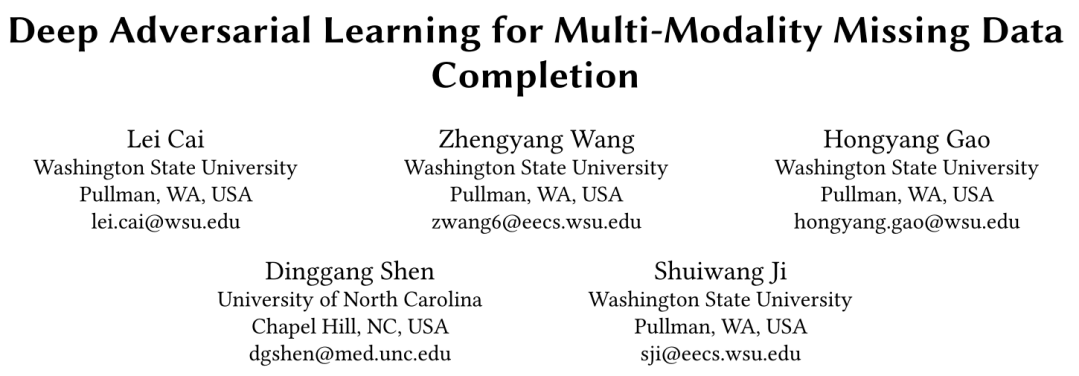 Deep Adversarial Learning for Multi-Modality Missing Data
Completion
Lei Cai
Washington State University
Pullman, WA, USA
lei.cai@wsu.edu
Zhengyang Wang
Washington State University
Pullman, WA, USA
zwang6@eecs.wsu.edu
Hongyang Gao
Washington State University
Pullman, WA, USA
hongyang.gao@wsu.edu
Dinggang Shen
University of North Carolina
Chapel Hill, NC, USA
dgshen@med.unc.edu
Shuiwang Ji
Washington State University
Pullman, WA, USA
sji@eecs.wsu.edu